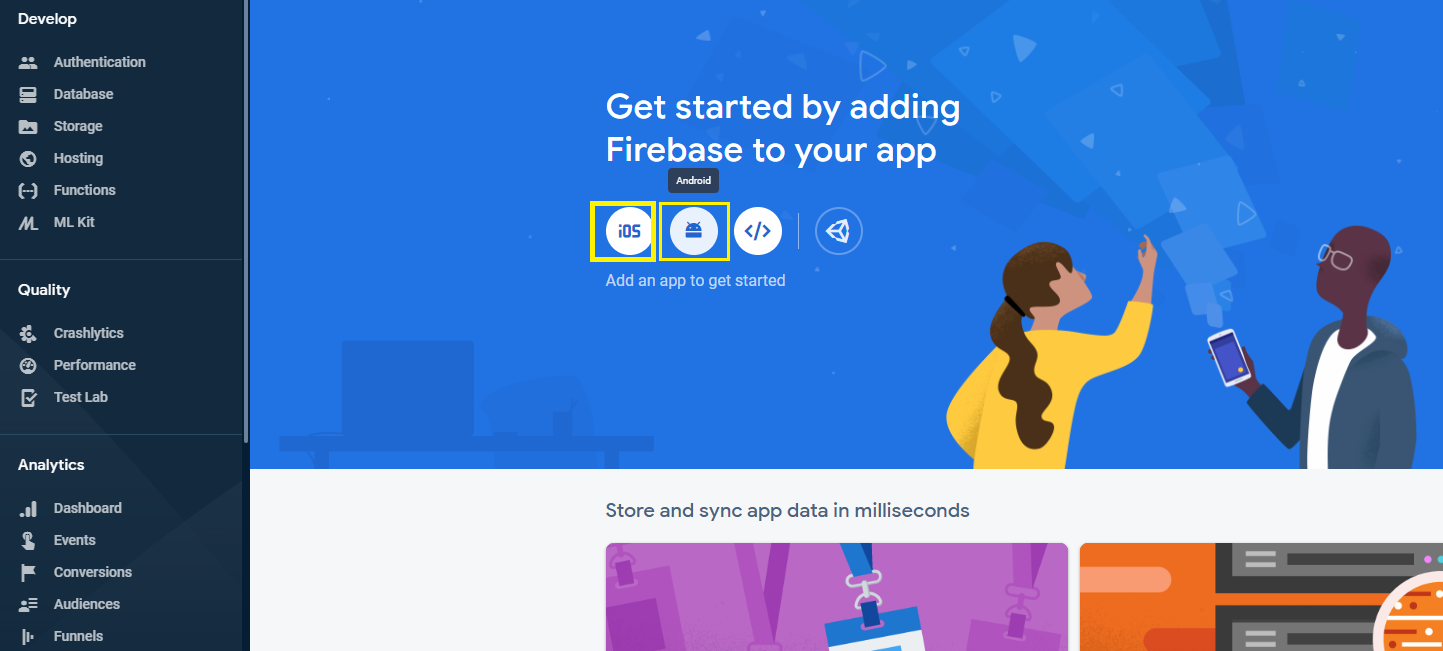 Develop
Authentication
Database
Storage
Hosting
Functions
ML Kit
Quality
Crashlytics
Performance
Test Lab
Analytics
Dashboard
Events
Conversions
Audiences
Funnels
Get started by adding
Firebase to your app
Android
iOS
</>
Add an app to get started
Store and sync app data in milliseconds